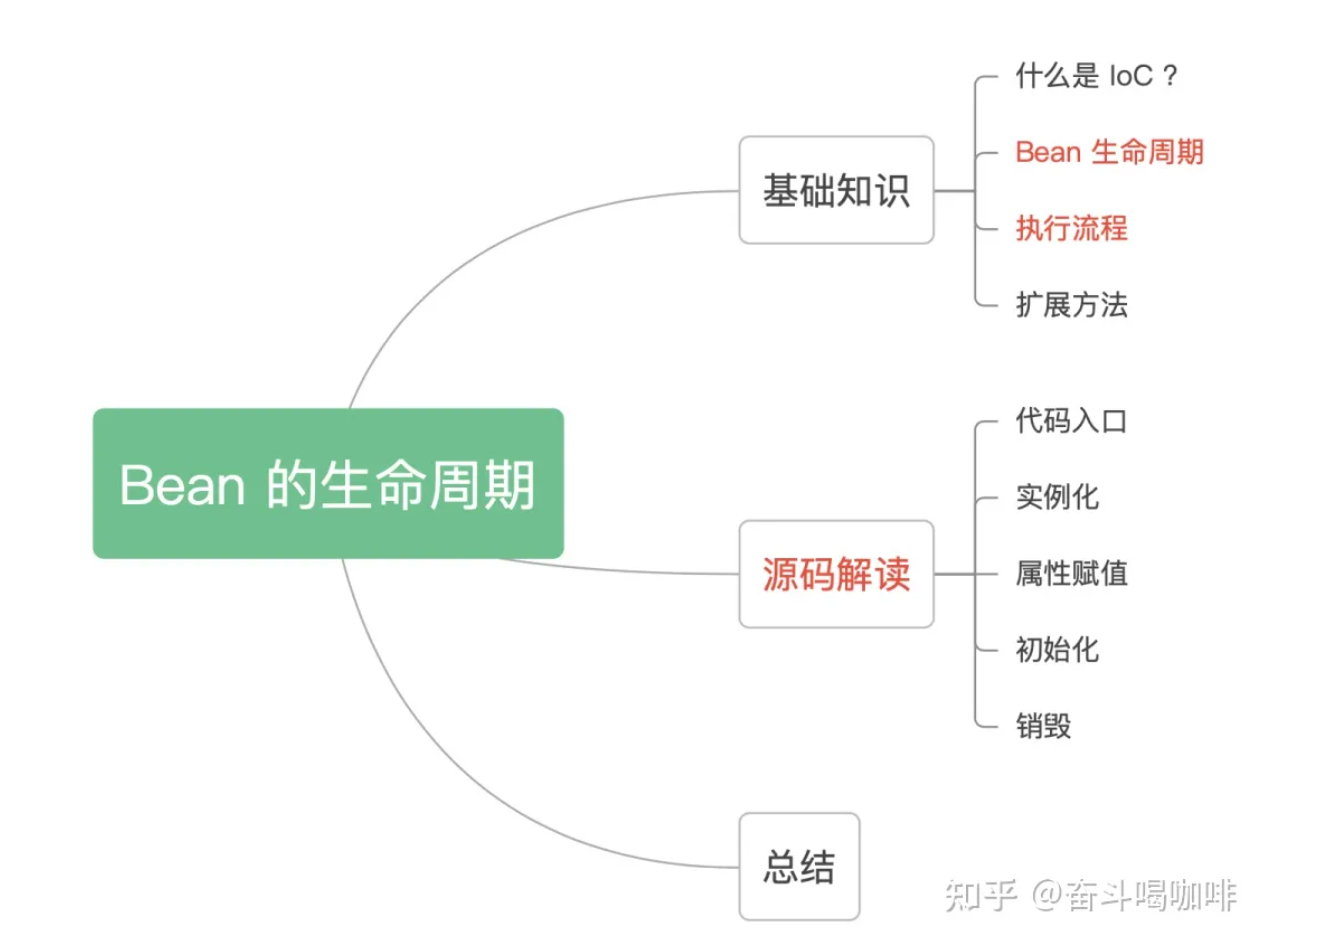 什么是 IoC ?
Bean 生命周期
基础知识
执行流程
扩展方法
Bean 的生命周期
代码入口
实例化
源码解读
属性赋值
初始化
销毁
总结
知乎 @奋斗喝咖啡